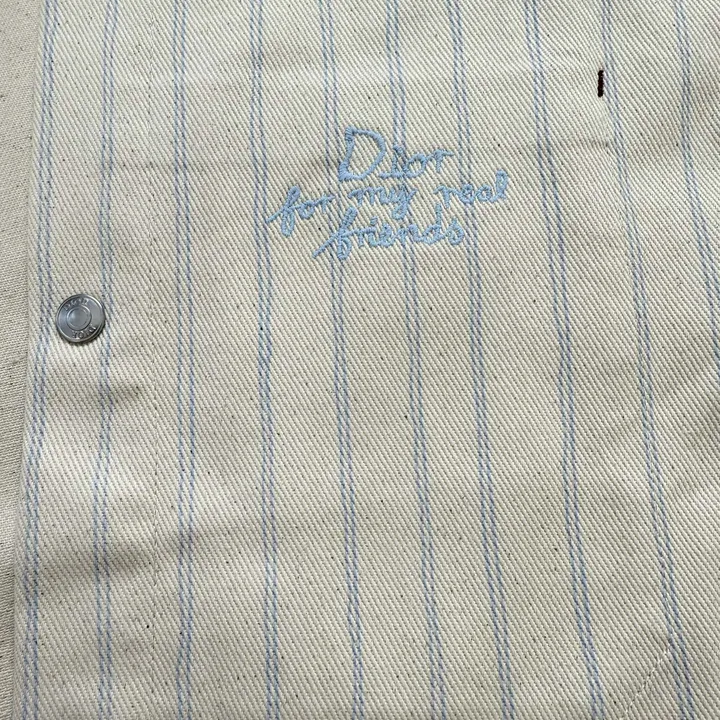 Dior
for my real
friends